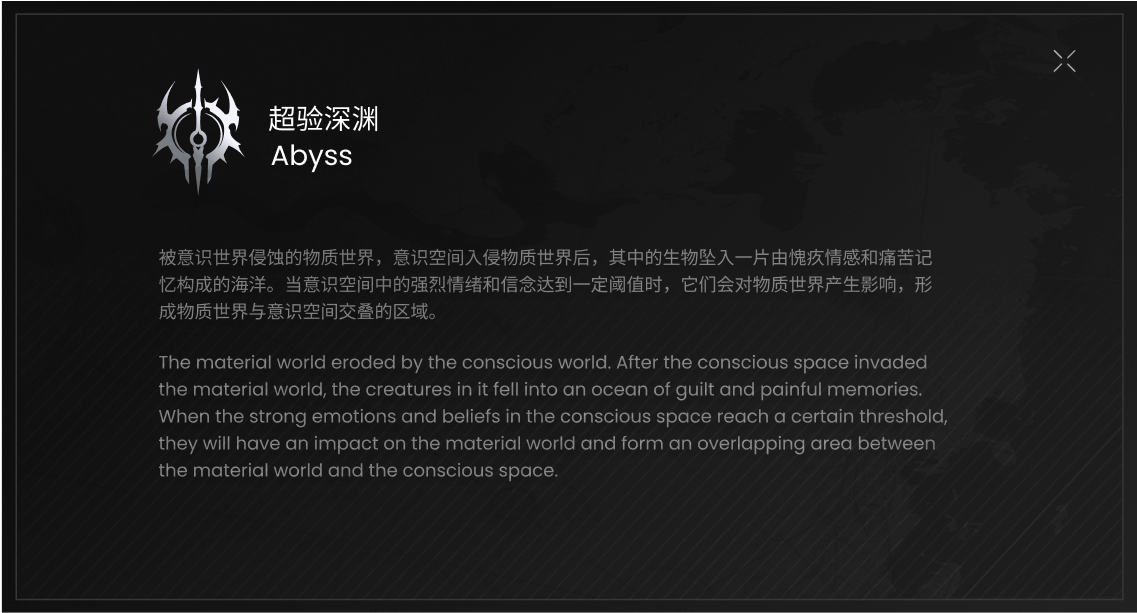 超验深渊
Abyss
被意识世界侵蚀的物质世界，意识空间入侵物质世界后，其中的生物坠入一片由愧疚情感和痛苦记
忆构成的海洋。当意识空间中的强烈情绪和信念达到一定阈值时，它们会对物质世界产生影响，形
成物质世界与意识空间交叠的区域。
The material world eroded by the conscious world. After the conscious space invaded
the material world, the creatures in it fell into an ocean of guilt and painful memories.
When the strong emotions and beliefs in the conscious space reach a certain threshold,
they will have an impact on the material world and form an overlapping area between
the material world and the conscious space.